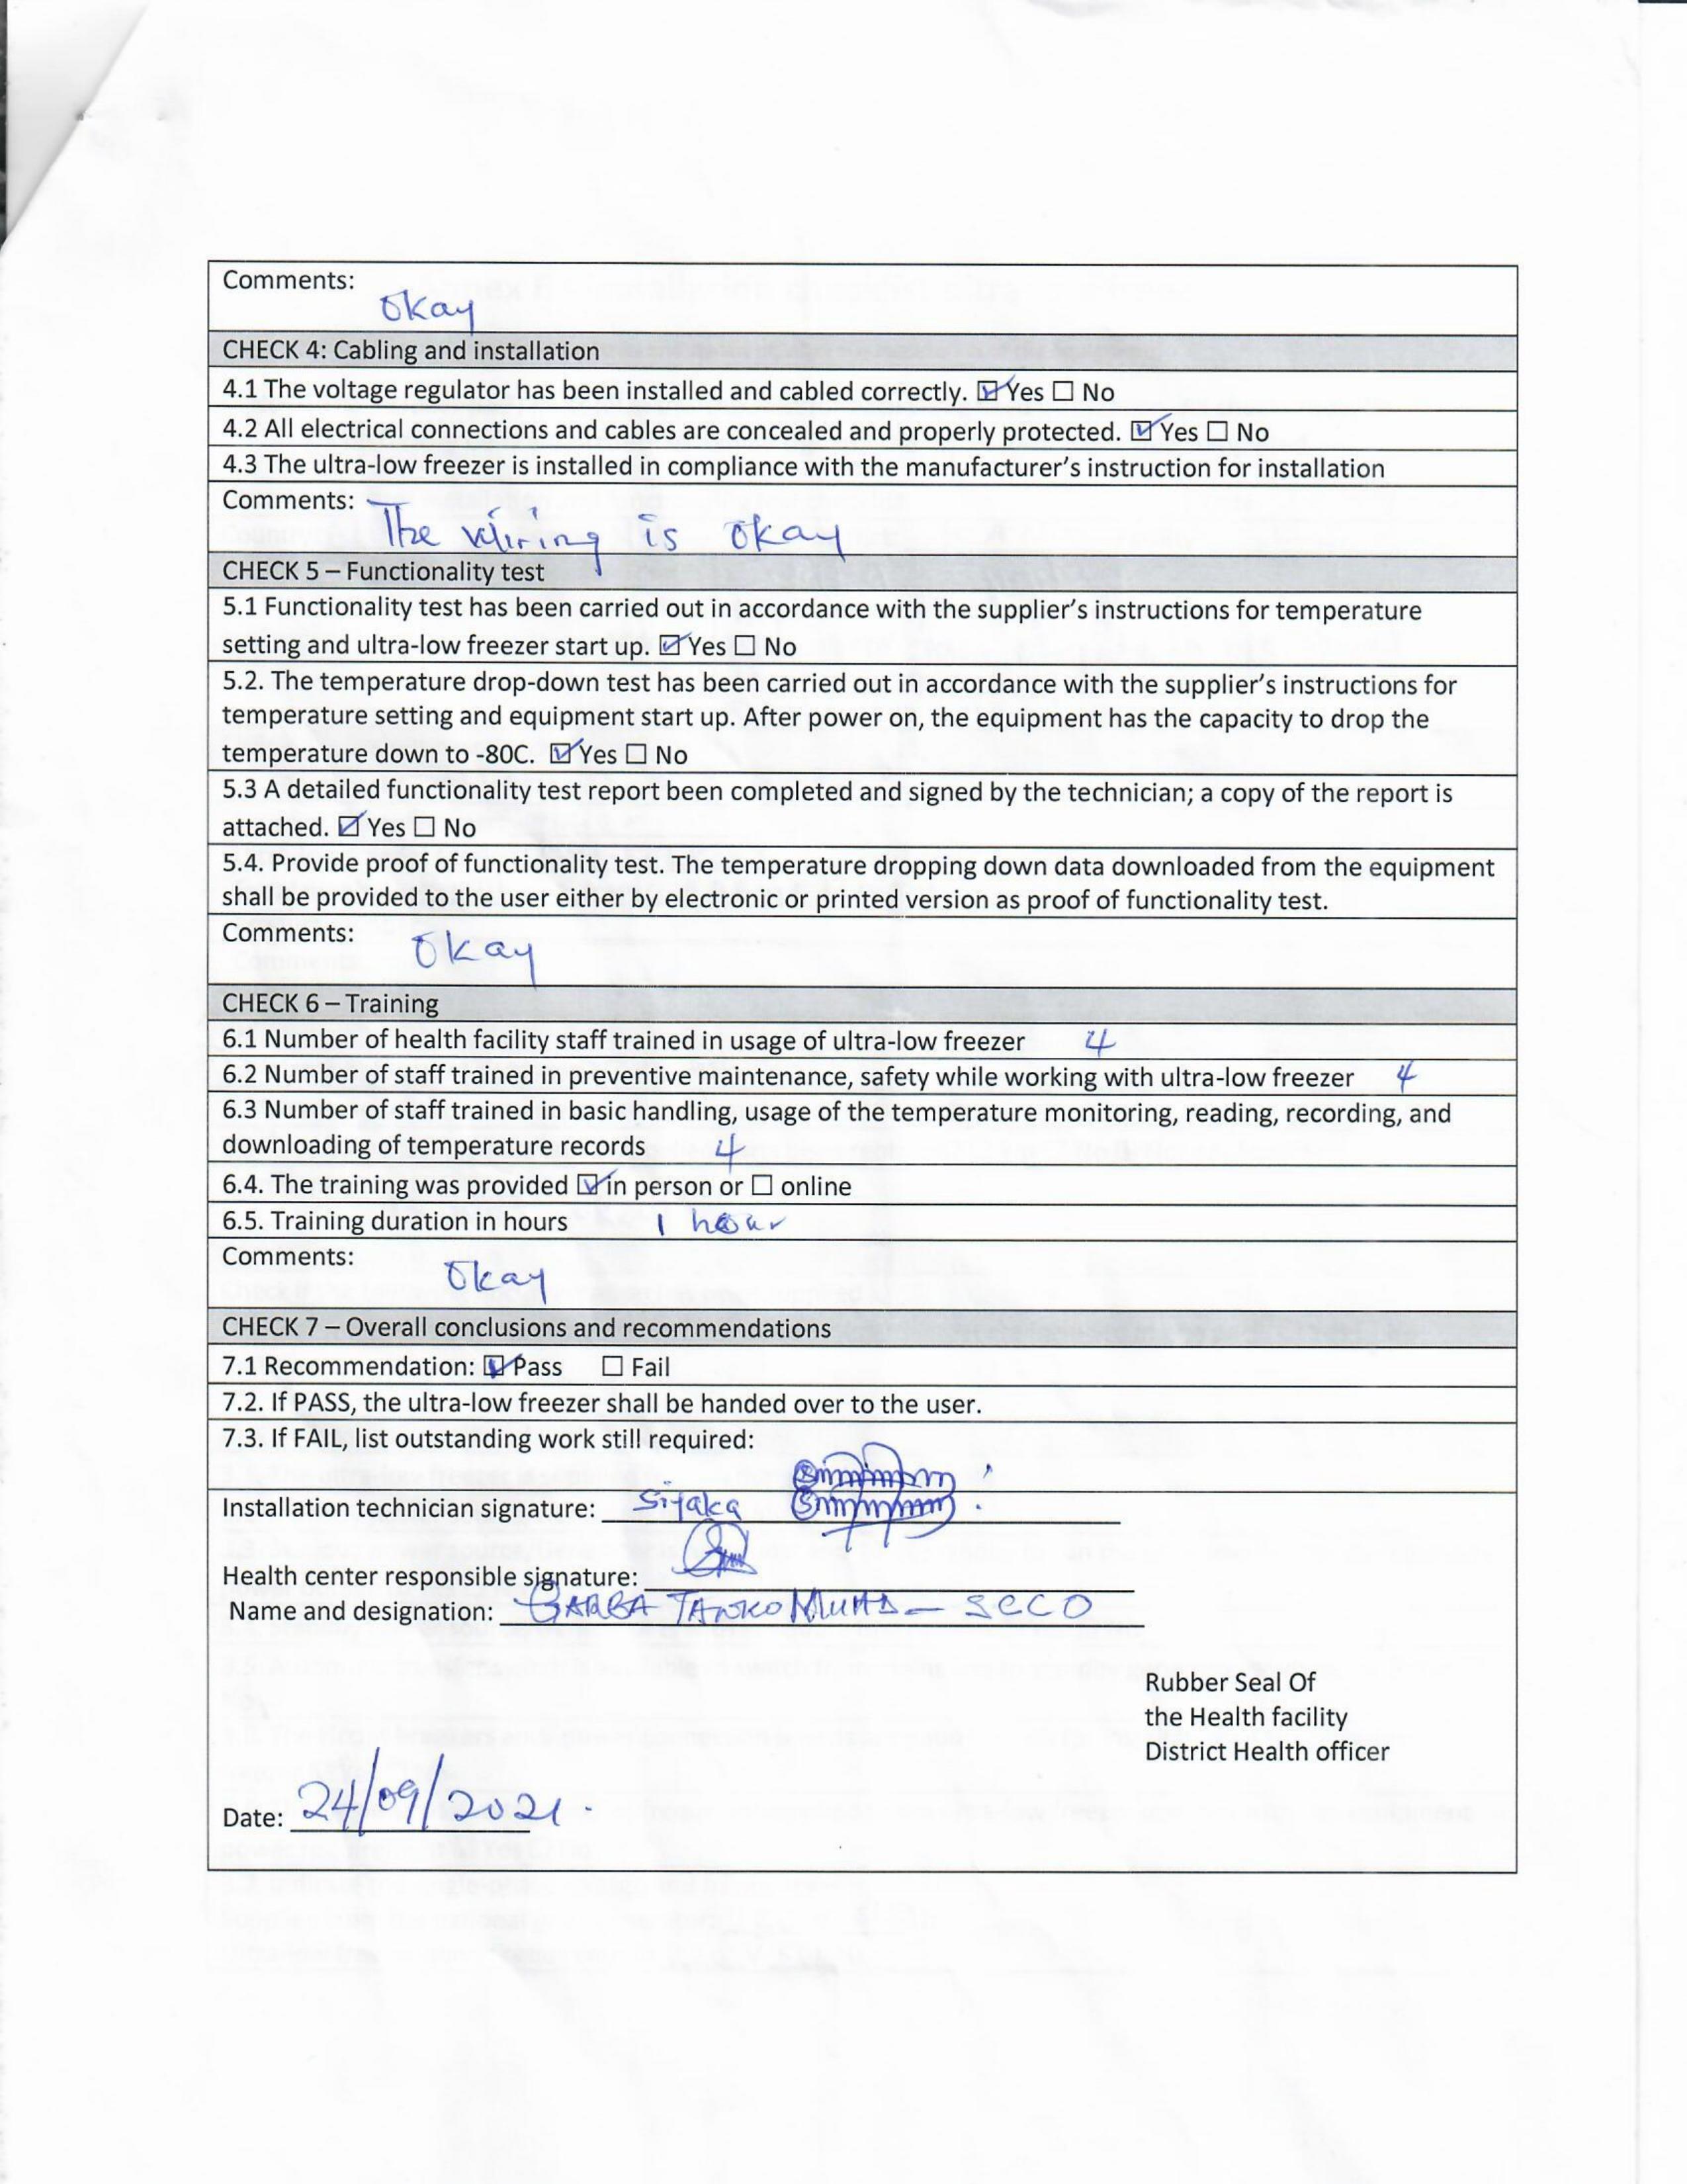 Comments:
Okay
CHECK 4: Cabling and installation
4.1 The voltage regulator has been installed and cabled correctly. ☑ Yes ☐ No
4.2 All electrical connections and cables are concealed and properly protected. ☑ Yes ☐ No
4.3 The ultra-low freezer is installed in compliance with the manufacturer's instruction for installation
Comments:
The wiring is okay
CHECK 5 – Functionality test
5.1 Functionality test has been carried out in accordance with the supplier's instructions for temperature
setting and ultra-low freezer start up. ☑ Yes ☐ No
5.2. The temperature drop-down test has been carried out in accordance with the supplier's instructions for
temperature setting and equipment start up. After power on, the equipment has the capacity to drop the
temperature down to -80C. ☑ Yes ☐ No
5.3 A detailed functionality test report been completed and signed by the technician; a copy of the report is
attached. ☑ Yes ☐ No
5.4. Provide proof of functionality test. The temperature dropping down data downloaded from the equipment
shall be provided to the user either by electronic or printed version as proof of functionality test.
Comments:
Okay
CHECK 6 – Training
6.1 Number of health facility staff trained in usage of ultra-low freezer 4
6.2 Number of staff trained in preventive maintenance, safety while working with ultra-low freezer 4
6.3 Number of staff trained in basic handling, usage of the temperature monitoring, reading, recording, and
downloading of temperature records 4
6.4. The training was provided ☑ in person or ☐ online
6.5. Training duration in hours 1 hour
Comments:
Okay
CHECK 7 – Overall conclusions and recommendations
7.1 Recommendation: ☑ Pass ☐ Fail
7.2. If PASS, the ultra-low freezer shall be handed over to the user.
7.3. If FAIL, list outstanding work still required:
Installation technician signature: Siyaka
Health center responsible signature:
Name and designation: GARBA TANKO MUHD – SCCO
Rubber Seal Of
the Health facility
District Health officer
Date: 24/09/2021.